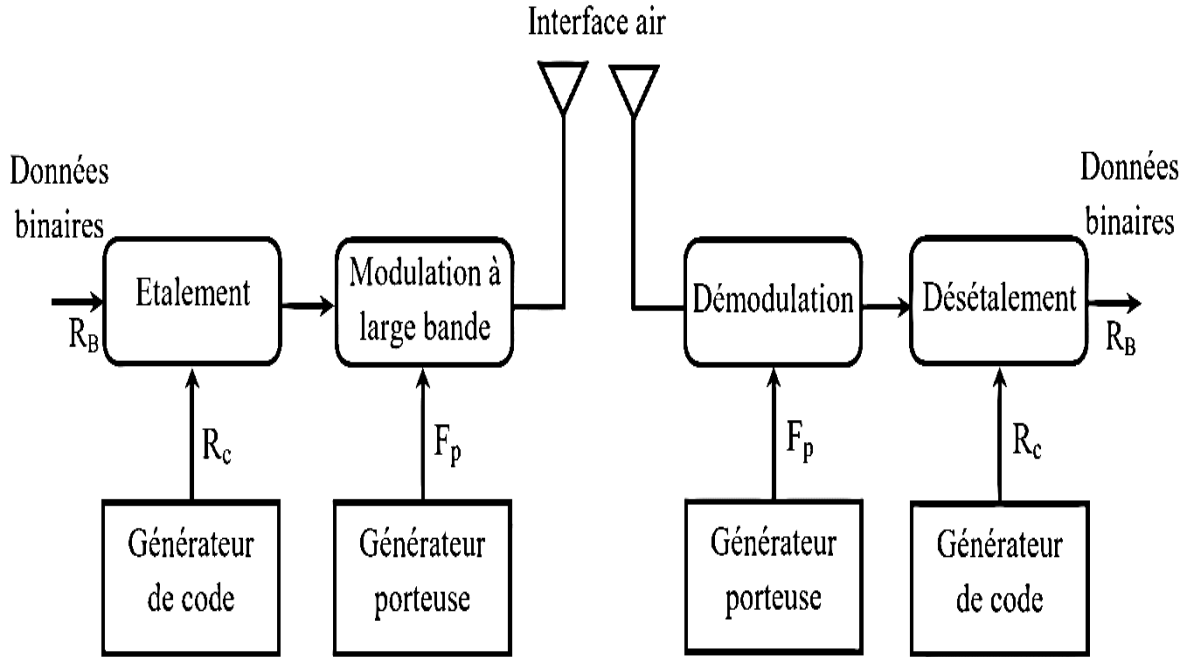 Interface air
Données
binaires
Données
binaires
Etalement
Modulation à
large bande
Démodulation
Désétalement
R_B
R_B
R_c
F_p
F_p
R_c
Générateur
de code
Générateur
porteuse
Générateur
porteuse
Générateur
de code